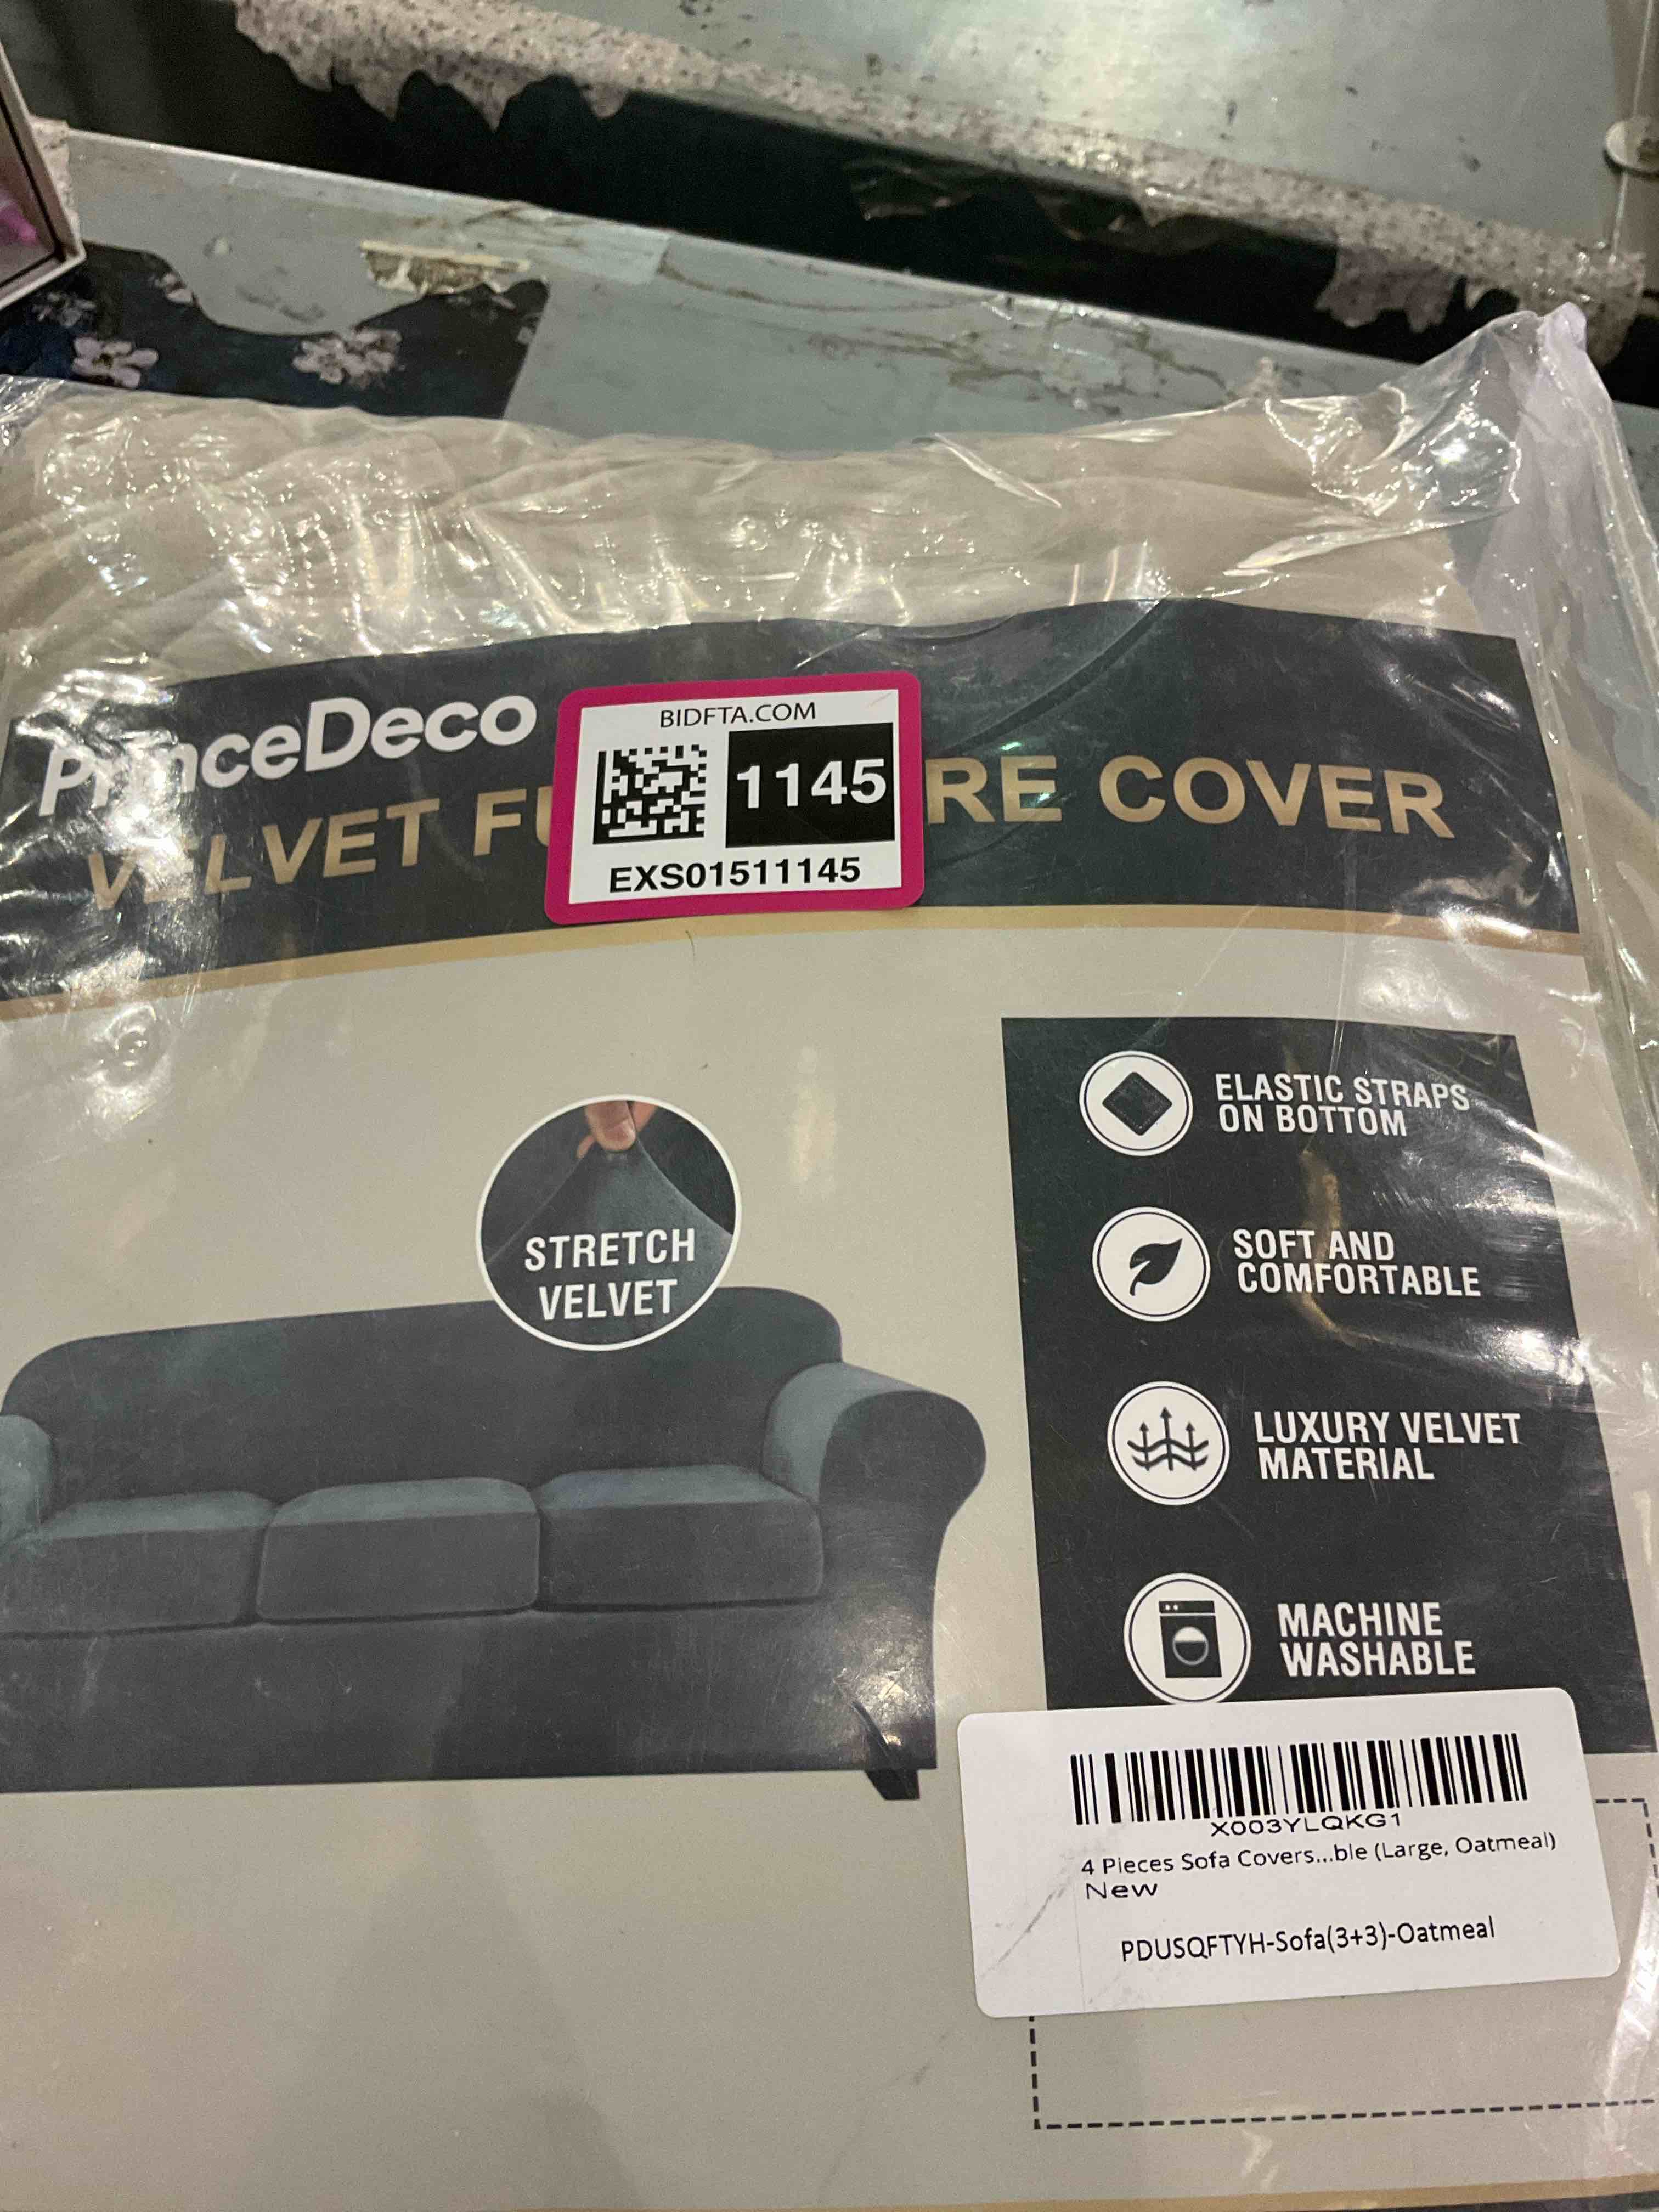 PrinceDeco
BIDFTA.COM
1145
EXS01511145
VELVET FU RE COVER
STRETCH
VELVET
ELASTIC STRAPS
ON BOTTOM
SOFT AND
COMFORTABLE
LUXURY VELVET
MATERIAL
MACHINE
WASHABLE
X003YLQKG1
4 Pieces Sofa Covers...ble (Large, Oatmeal)
New
PDUSQFTYH-Sofa(3+3)-Oatmeal